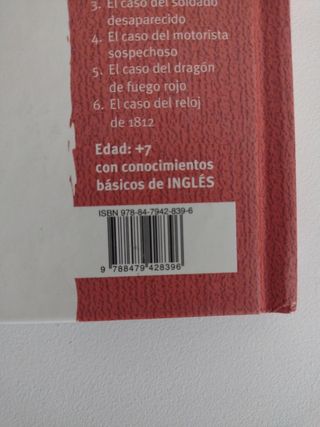 3. El caso del soldado
desaparecido
4. El caso del motorista
sospechoso
5. El caso del dragón
de fuego rojo
6. El caso del reloj
de 1812
Edad: +7
con conocimientos
básicos de INGLÉS
ISBN 978-84-7942-839-6
9 788479 428396